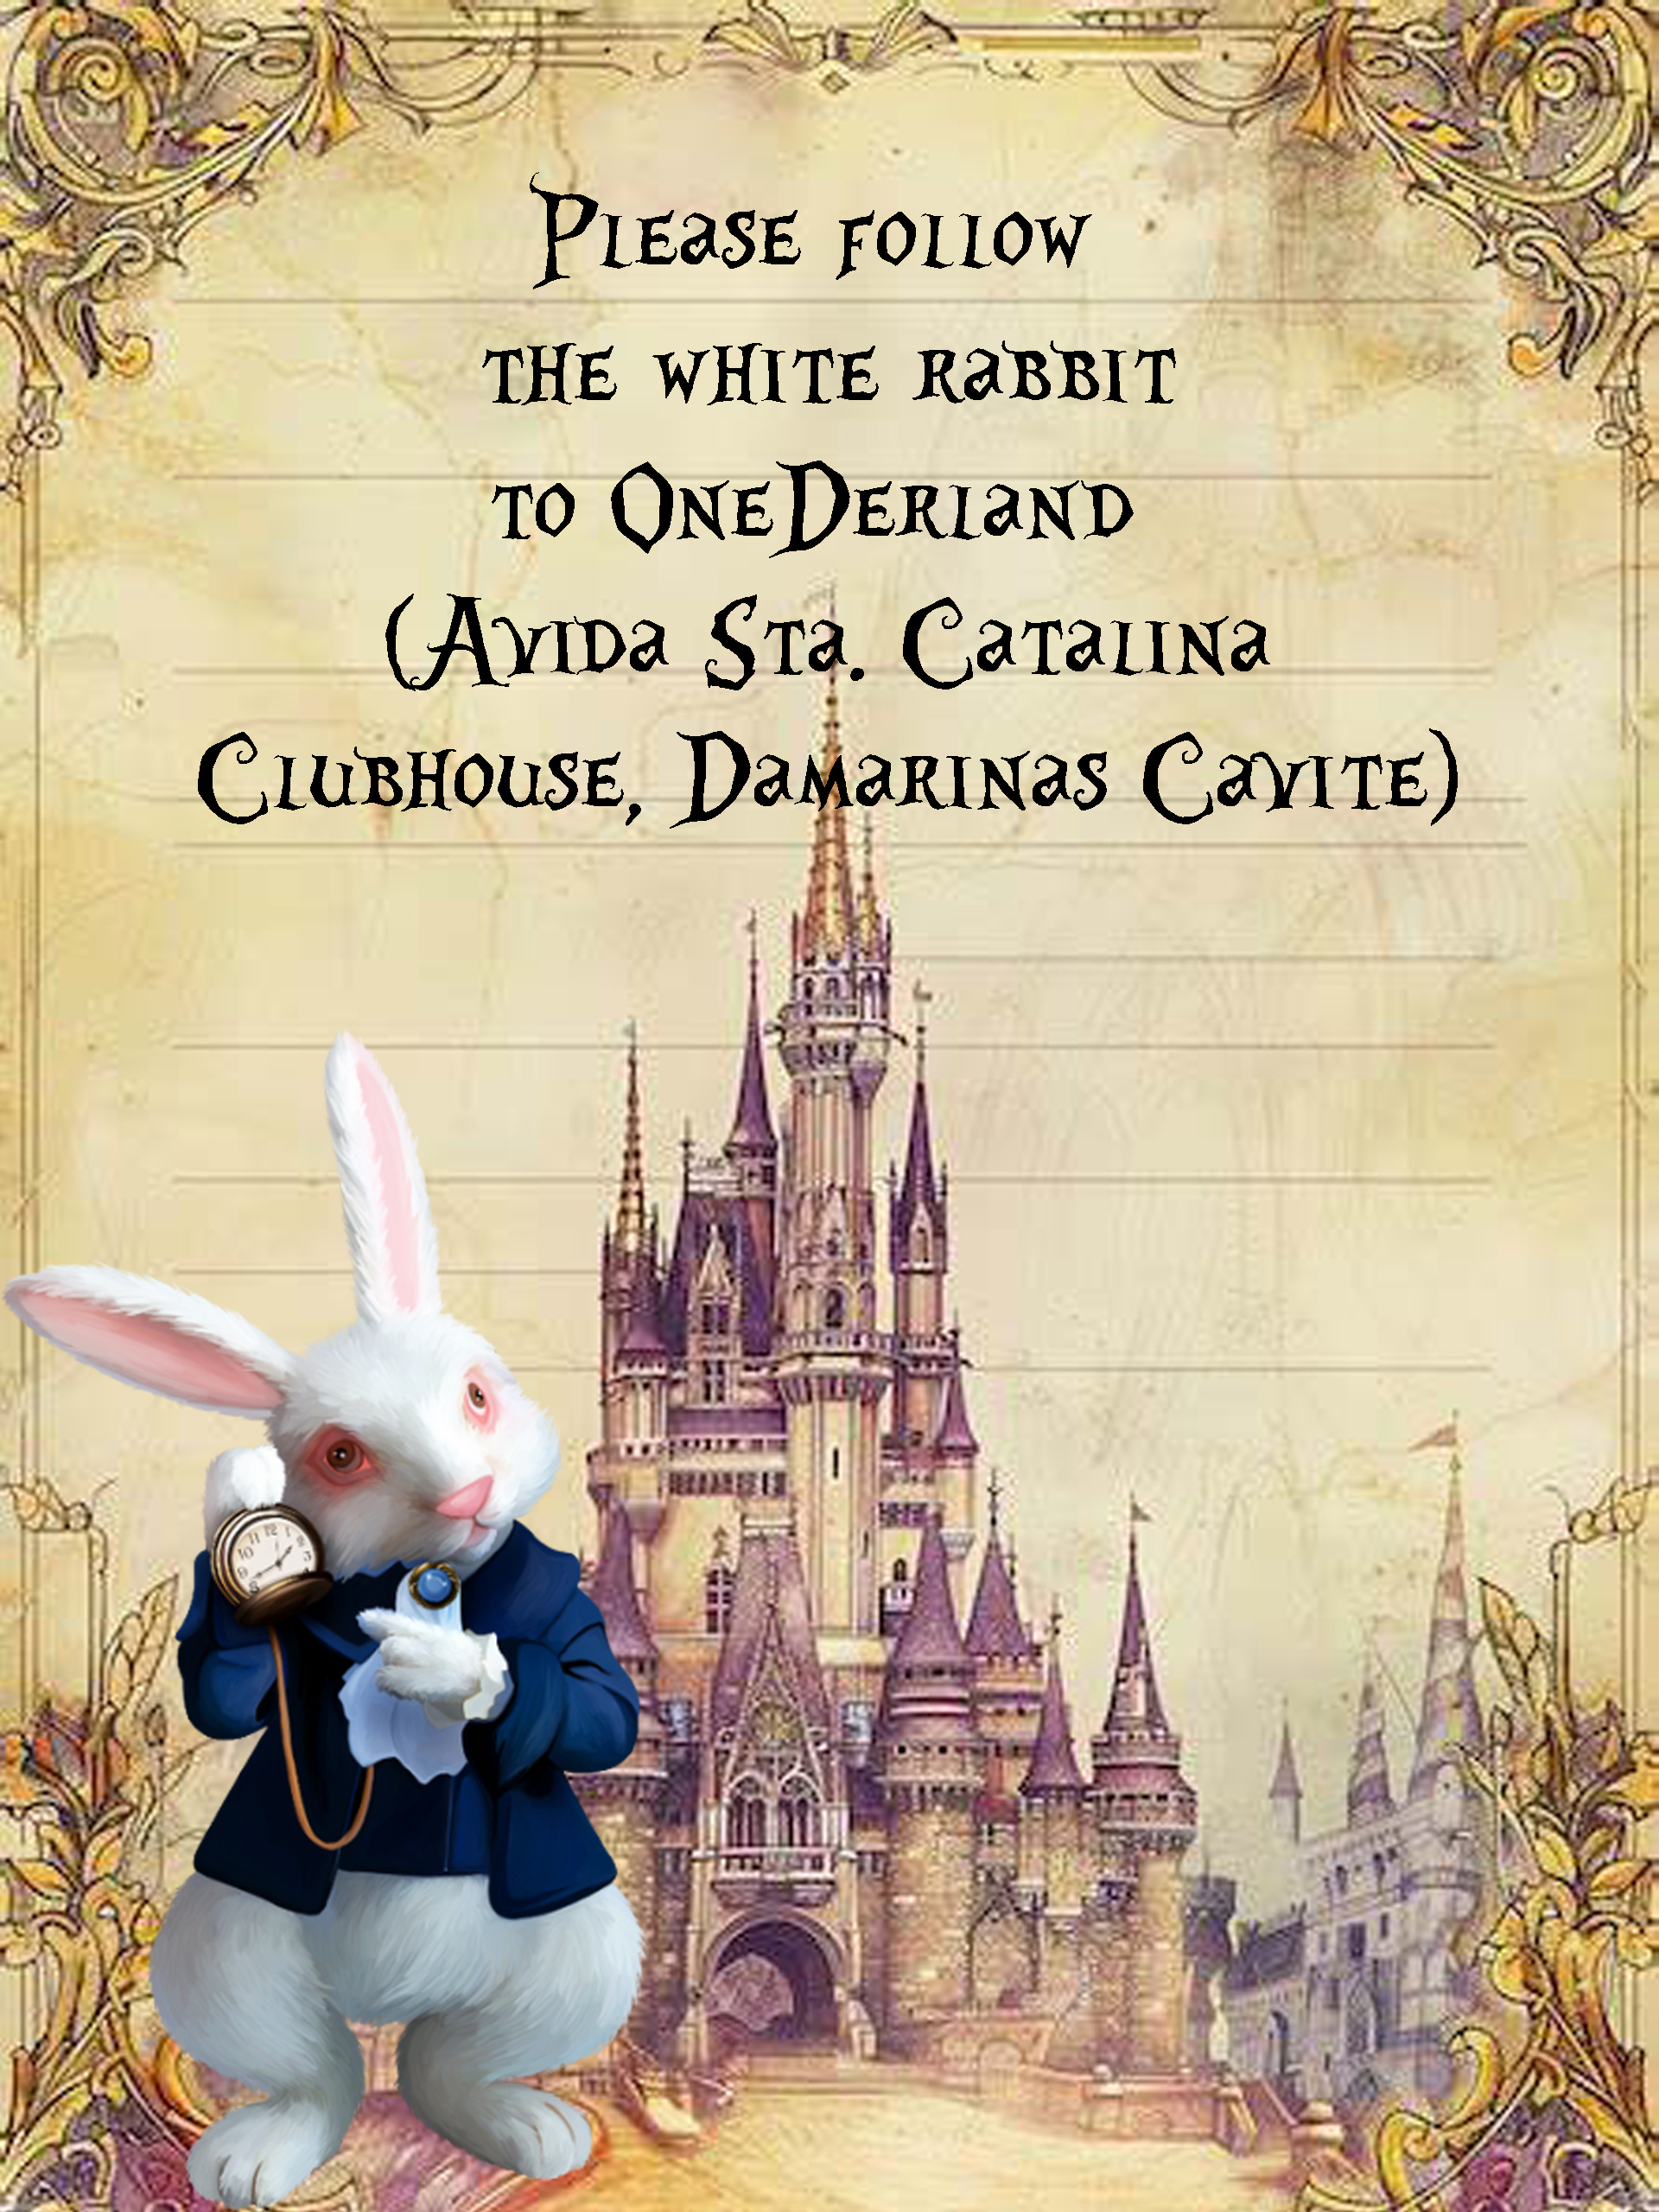 Please follow
the white rabbit
to OneDerland
(Avida Sta. Catalina
Clubhouse, Damarinas Cavite)